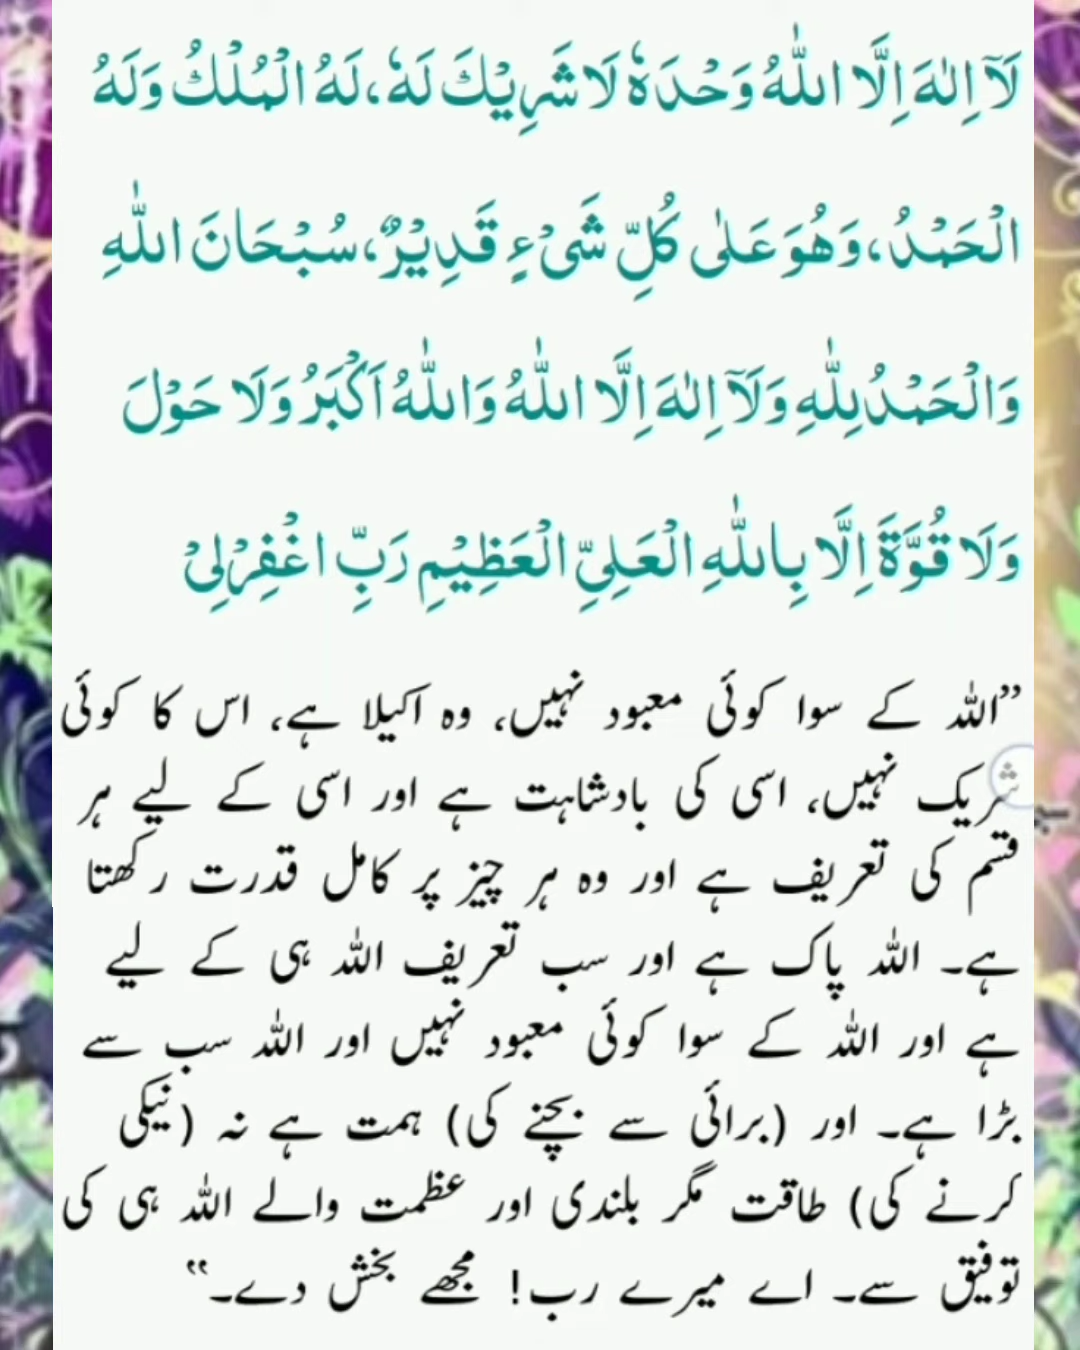 لَآ اِلٰهَ اِلَّا اللّٰهُ وَحْدَهٗ لَا شَرِيْكَ لَهٗ، لَهُ الْمُلْكُ وَلَهُ
الْحَمْدُ، وَهُوَ عَلٰى كُلِّ شَىْءٍ قَدِيْرٌ، سُبْحَانَ اللّٰهِ
وَالْحَمْدُ لِلّٰهِ وَلَآ اِلٰهَ اِلَّا اللّٰهُ وَاللّٰهُ اَكْبَرُ وَلَا حَوْلَ
وَلَا قُوَّةَ اِلَّا بِاللّٰهِ الْعَلِيِّ الْعَظِيْمِ رَبِّ اغْفِرْلِىْ
”اللہ کے سوا کوئی معبود نہیں، وہ اکیلا ہے، اس کا کوئی
شریک نہیں، اسی کی بادشاہت ہے اور اسی کے لیے ہر
قسم کی تعریف ہے اور وہ ہر چیز پر کامل قدرت رکھتا
ہے۔ اللہ پاک ہے اور سب تعریف اللہ ہی کے لیے
ہے اور اللہ کے سوا کوئی معبود نہیں اور اللہ سب سے
بڑا ہے۔ اور (برائی سے بچنے کی) ہمت ہے نہ (نیکی
کرنے کی) طاقت مگر بلندی اور عظمت والے اللہ ہی کی
توفیق سے۔ اے میرے رب! مجھے بخش دے۔“